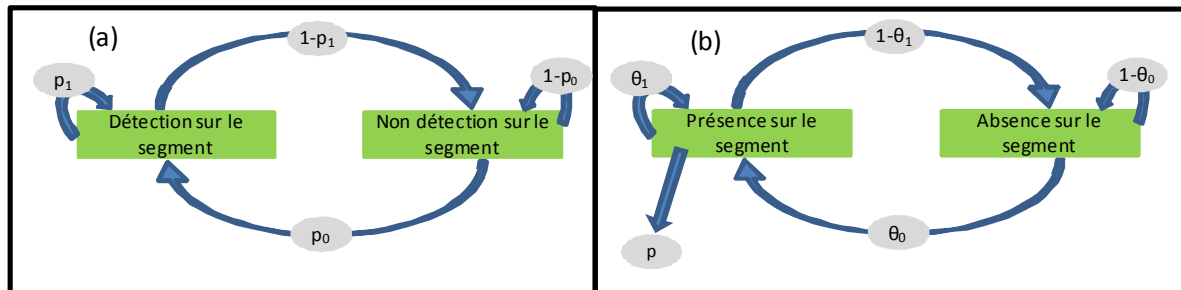 (a)
1-p₁
p₁
1-p₀
Détection sur le
segment
Non détection sur le
segment
p₀
(b)
1-θ₁
θ₁
1-θ₀
Présence sur le
segment
Absence sur le
segment
p
θ₀